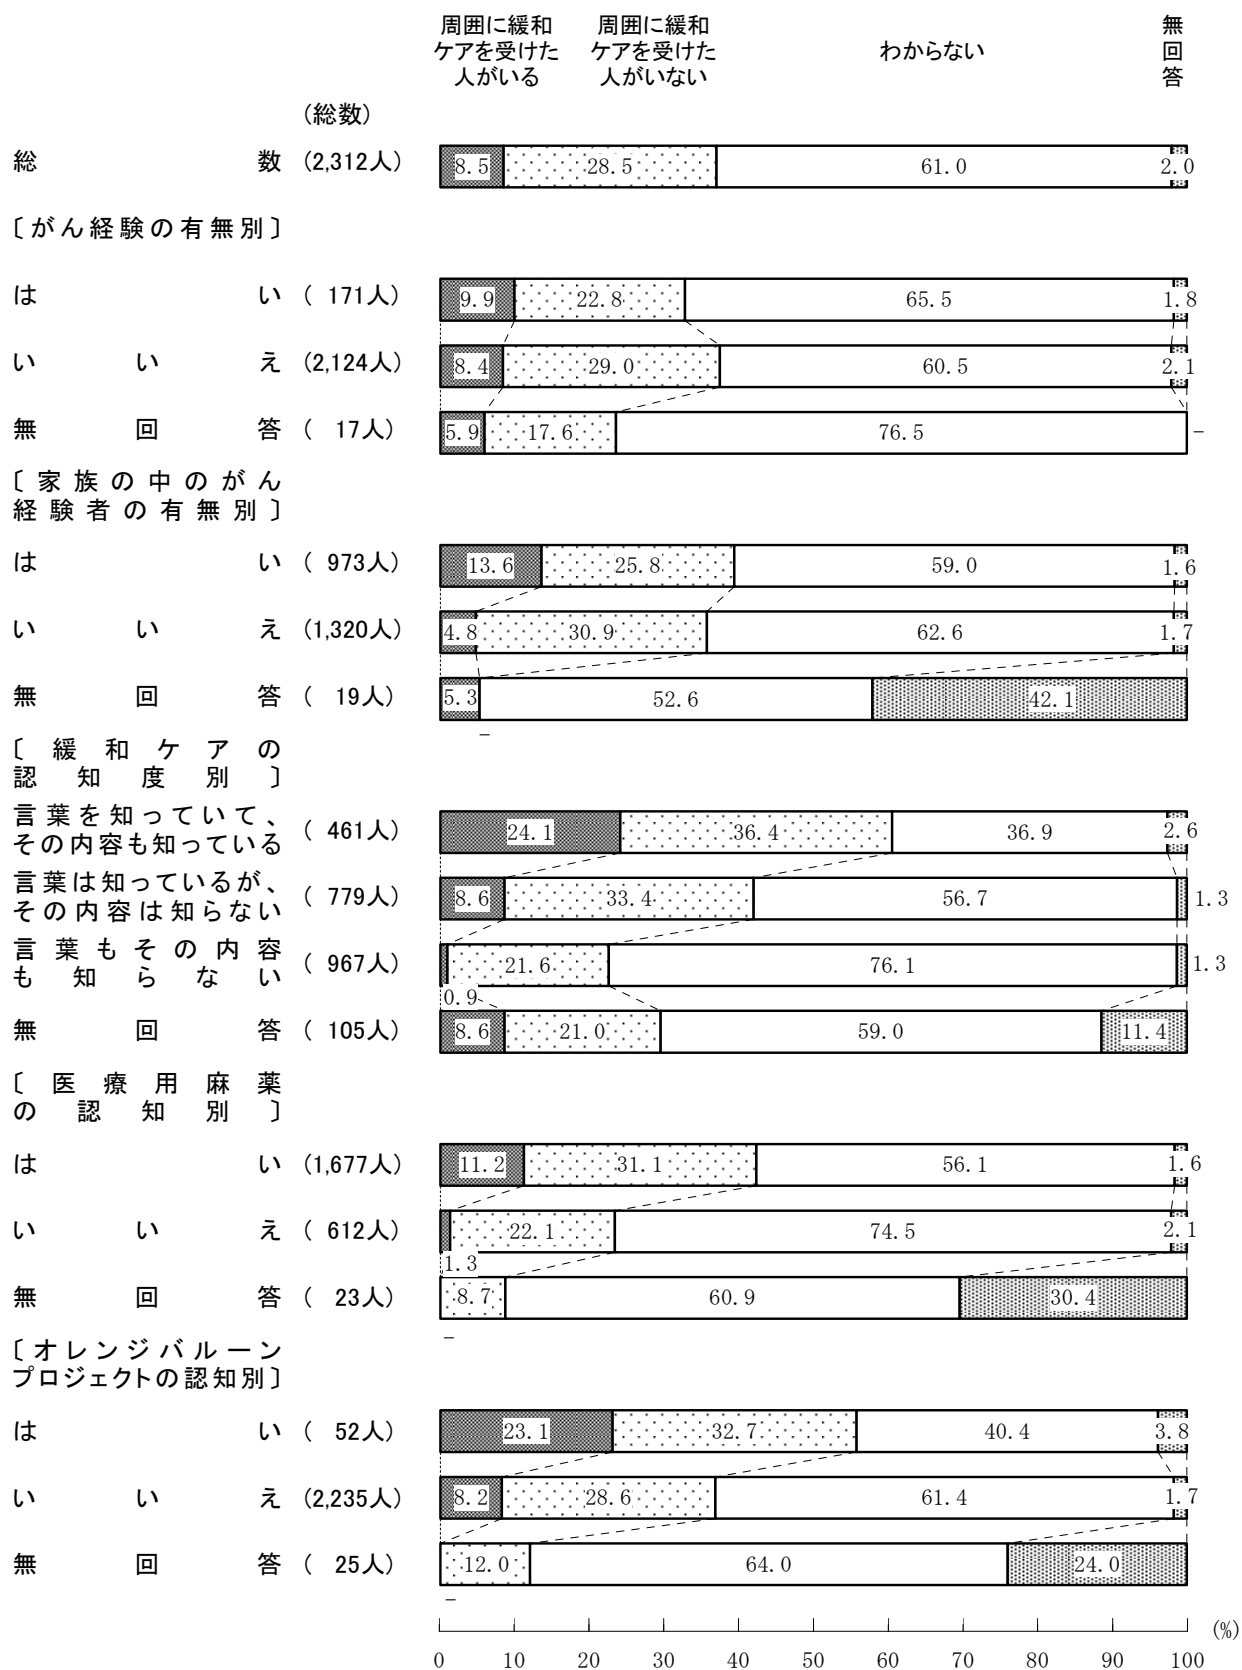 周囲に緩和 周囲に緩和 無
ケアを受けた ケアを受けた わからない 回
人がいる 人がいない 答
(総数)
総数 (2,312人) 8.5 28.5 61.0 2.0
〔がん経験の有無別〕
はい ( 171人) 9.9 22.8 65.5 1.8
いいえ (2,124人) 8.4 29.0 60.5 2.1
無回答 ( 17人) 5.9 17.6 76.5 -
〔家族の中のがん
経験者の有無別〕
はい ( 973人) 13.6 25.8 59.0 1.6
いいえ (1,320人) 4.8 30.9 62.6 1.7
無回答 ( 19人) 5.3 52.6 42.1
-
〔緩和ケアの
認知度別〕
言葉を知っていて、
その内容も知っている ( 461人) 24.1 36.4 36.9 2.6
言葉は知っているが、
その内容は知らない ( 779人) 8.6 33.4 56.7 1.3
言葉もその内容
も知らない ( 967人) 21.6 76.1 1.3
0.9
無回答 ( 105人) 8.6 21.0 59.0 11.4
〔医療用麻薬
の認知別〕
はい (1,677人) 11.2 31.1 56.1 1.6
いいえ ( 612人) 22.1 74.5 2.1
1.3
無回答 ( 23人) 8.7 60.9 30.4
-
〔オレンジバルーン
プロジェクトの認知別〕
はい ( 52人) 23.1 32.7 40.4 3.8
いいえ (2,235人) 8.2 28.6 61.4 1.7
無回答 ( 25人) 12.0 64.0 24.0
-
(%)
0 10 20 30 40 50 60 70 80 90 100